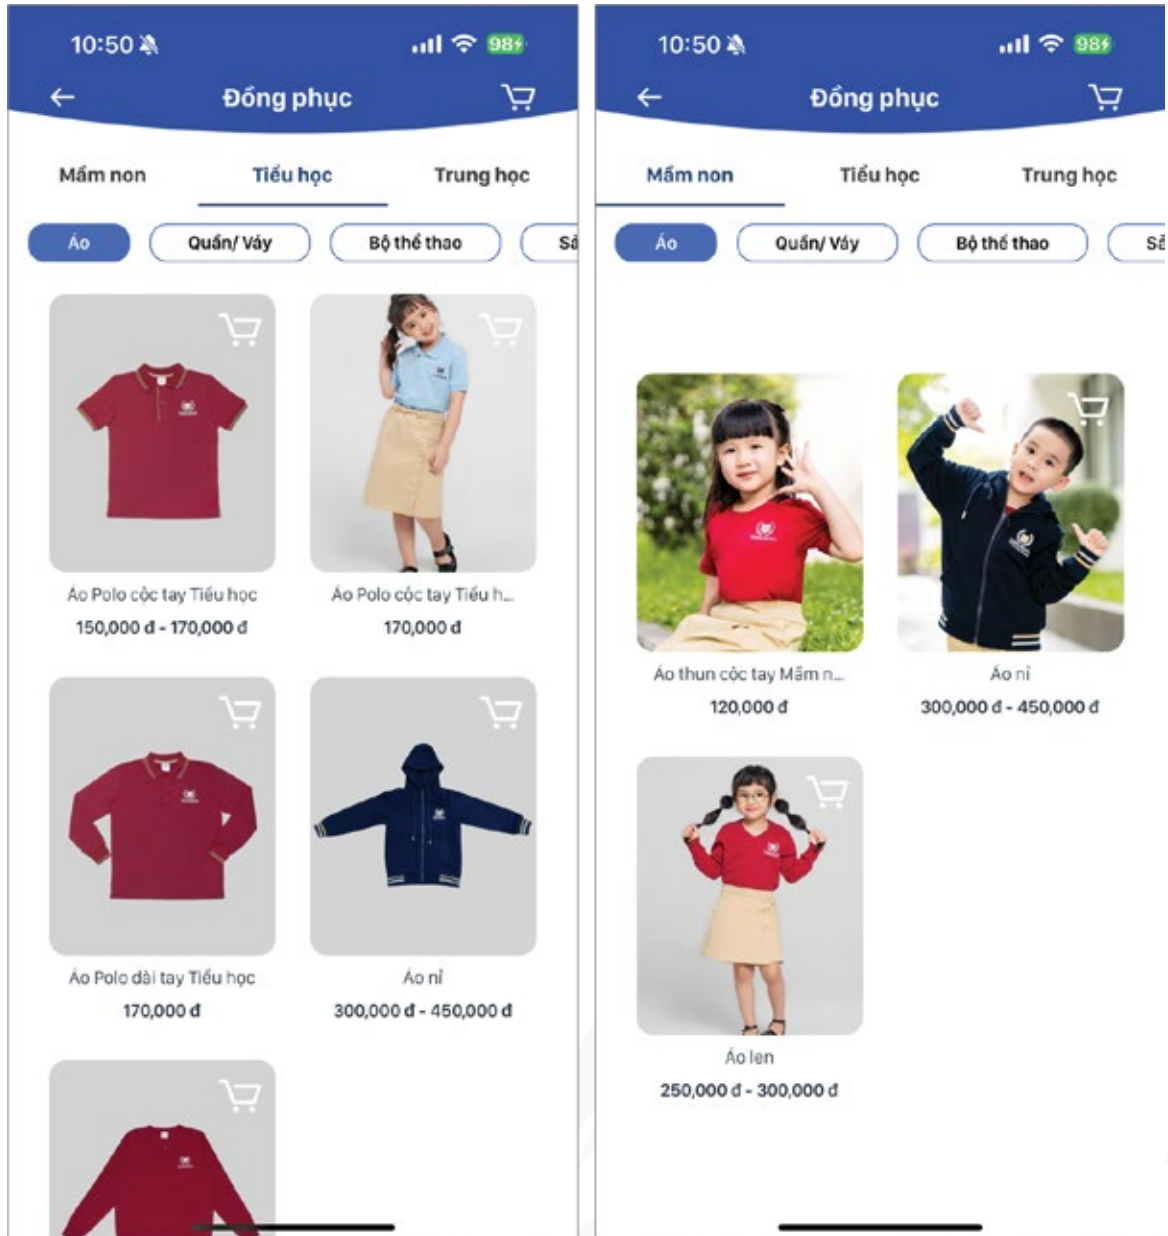 10:50
98
Đồng phục
Mầm non Tiểu học Trung học
Áo Quần/ Váy Bộ thể thao
Áo Polo cộc tay Tiểu học Áo Polo cộc tay Tiểu h...
150,000 đ - 170,000 đ 170,000 đ
Áo Polo dài tay Tiểu học Áo nỉ
170,000 đ 300,000 đ - 450,000 đ
10:50
98
Đồng phục
Mầm non Tiểu học Trung học
Áo Quần/ Váy Bộ thể thao
Áo thun cộc tay Mầm n... Áo nỉ
120,000 đ 300,000 đ - 450,000 đ
Áo len
250,000 đ - 300,000 đ